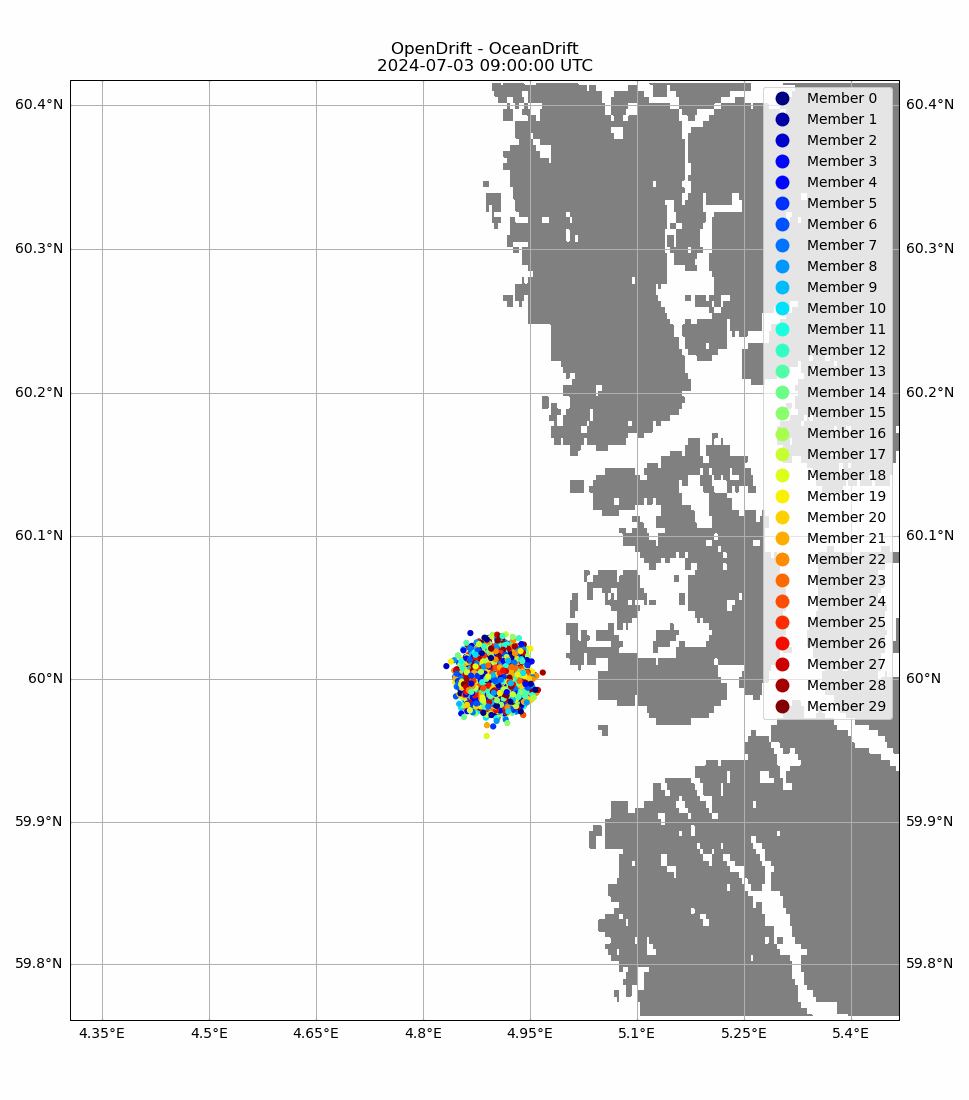 OpenDrift - OceanDrift
2024-07-03 09:00:00 UTC
60.4°N
60.3°N
60.2°N
60.1°N
60°N
59.9°N
59.8°N
Member 0
Member 1
Member 2
Member 3
Member 4
Member 5
Member 6
Member 7
Member 8
Member 9
Member 10
Member 11
Member 12
Member 13
Member 14
Member 15
Member 16
Member 17
Member 18
Member 19
Member 20
Member 21
Member 22
Member 23
Member 24
Member 25
Member 26
Member 27
Member 28
Member 29
60.4°N
60.3°N
60.2°N
60.1°N
60°N
59.9°N
59.8°N
4.35°E 4.5°E 4.65°E 4.8°E 4.95°E 5.1°E 5.25°E 5.4°E